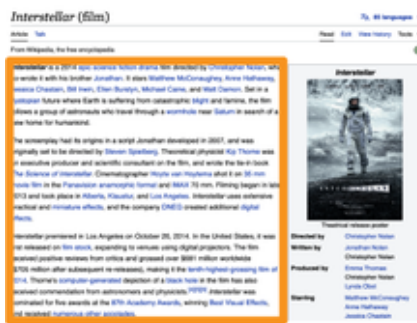 Interstellar (film)
85 languages
Article Talk
Read Edit View history Tools
From Wikipedia, the free encyclopedia
Interstellar is a 2014 epic science fiction drama film directed by Christopher Nolan, who
co-wrote it with his brother Jonathan. It stars Matthew McConaughey, Anne Hathaway,
Jessica Chastain, Bill Irwin, Ellen Burstyn, Michael Caine, and Matt Damon. Set in a
dystopian future where Earth is suffering from catastrophic blight and famine, the film
follows a group of astronauts who travel through a wormhole near Saturn in search of a
new home for humankind.
The screenplay had its origins in a script Jonathan developed in 2007, and was
originally set to be directed by Steven Spielberg. Theoretical physicist Kip Thorne was
an executive producer and scientific consultant on the film, and wrote the tie-in book
The Science of Interstellar. Cinematographer Hoyte van Hoytema shot it on 35 mm
movie film in the Panavision anamorphic format and IMAX 70 mm. Filming began in late
2013 and took place in Alberta, Klaustur, and Los Angeles. Interstellar uses extensive
practical and miniature effects, and the company DNEG created additional digital
effects.
Interstellar premiered in Los Angeles on October 26, 2014. In the United States, it was
first released on film stock, expanding to venues using digital projectors. The film
received positive reviews from critics and grossed over $681 million worldwide
($705 million after subsequent re-releases), making it the tenth-highest-grossing film of
2014. Thorne's computer-generated depiction of a black hole in the film has also
received commendation from astronomers and physicists. Interstellar was
nominated for five awards at the 87th Academy Awards, winning Best Visual Effects,
and received numerous other accolades.
Interstellar
Theatrical release poster
Directed by Christopher Nolan
Written by Jonathan Nolan
Christopher Nolan
Produced by Emma Thomas
Christopher Nolan
Lynda Obst
Starring Matthew McConaughey
Anne Hathaway
Jessica Chastain